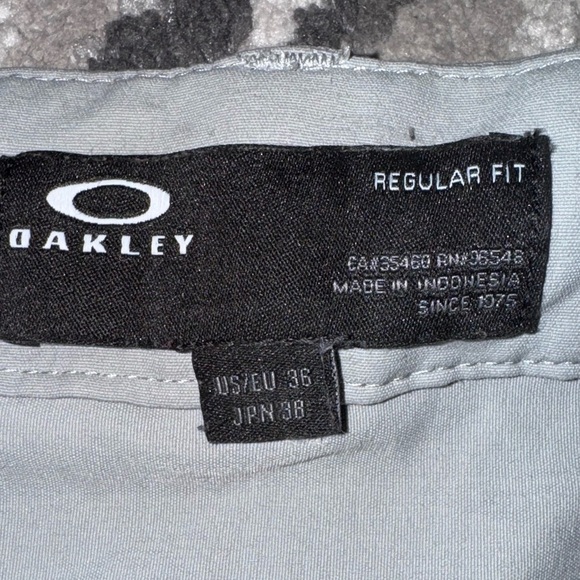 OAKLEY
REGULAR FIT
CA#35460 RN#96548
MADE IN INDONESIA
SINCE 1975
US/EU 36
JPN 38